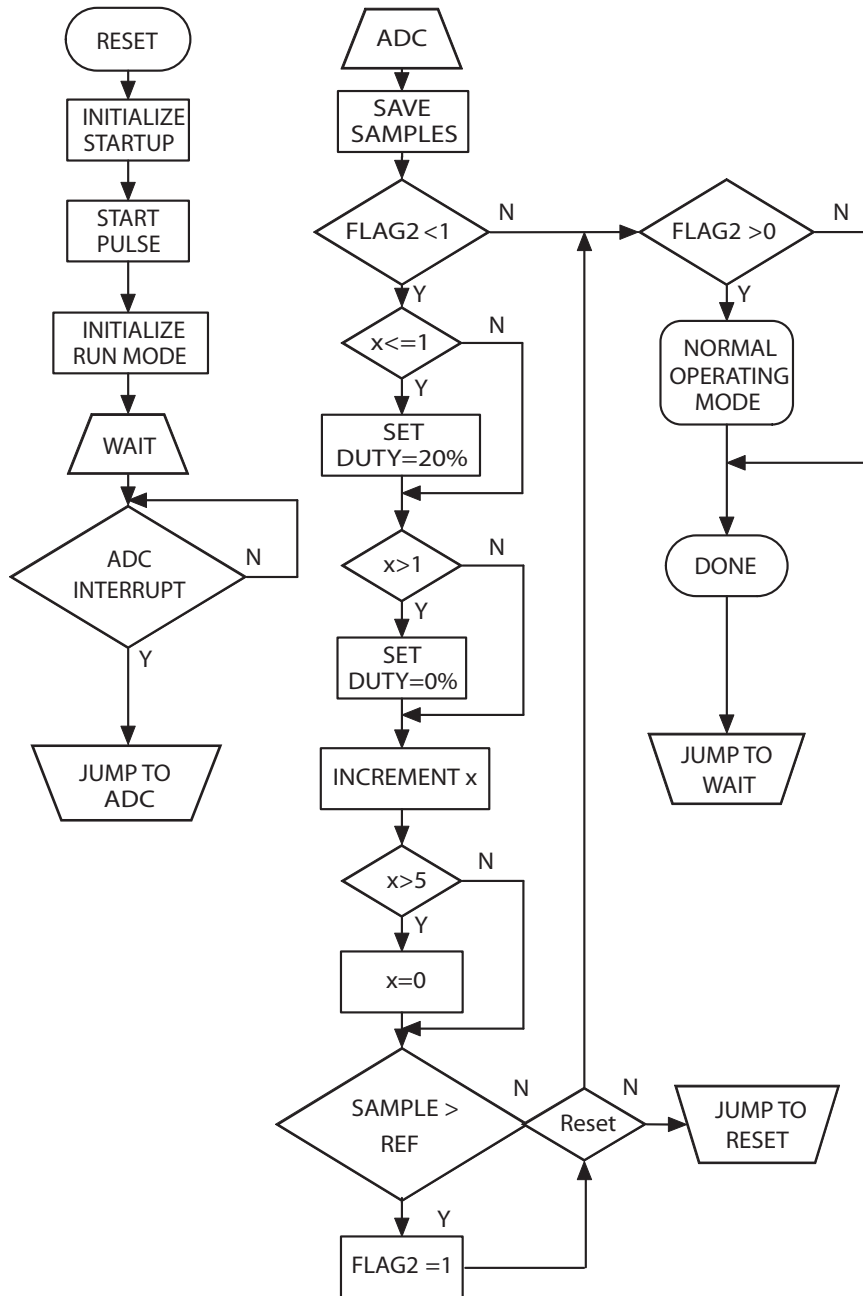 RESET
INITIALIZE
STARTUP
START
PULSE
INITIALIZE
RUN MODE
WAIT
ADC
INTERRUPT
N
Y
JUMP TO
ADC
ADC
SAVE
SAMPLES
FLAG2 <1
N
Y
x<=1
N
Y
SET
DUTY=20%
x>1
N
Y
SET
DUTY=0%
INCREMENT x
x>5
N
Y
x=0
SAMPLE >
REF
N
Y
FLAG2 =1
Reset
N
JUMP TO
RESET
FLAG2 >0
N
Y
NORMAL
OPERATING
MODE
DONE
JUMP TO
WAIT